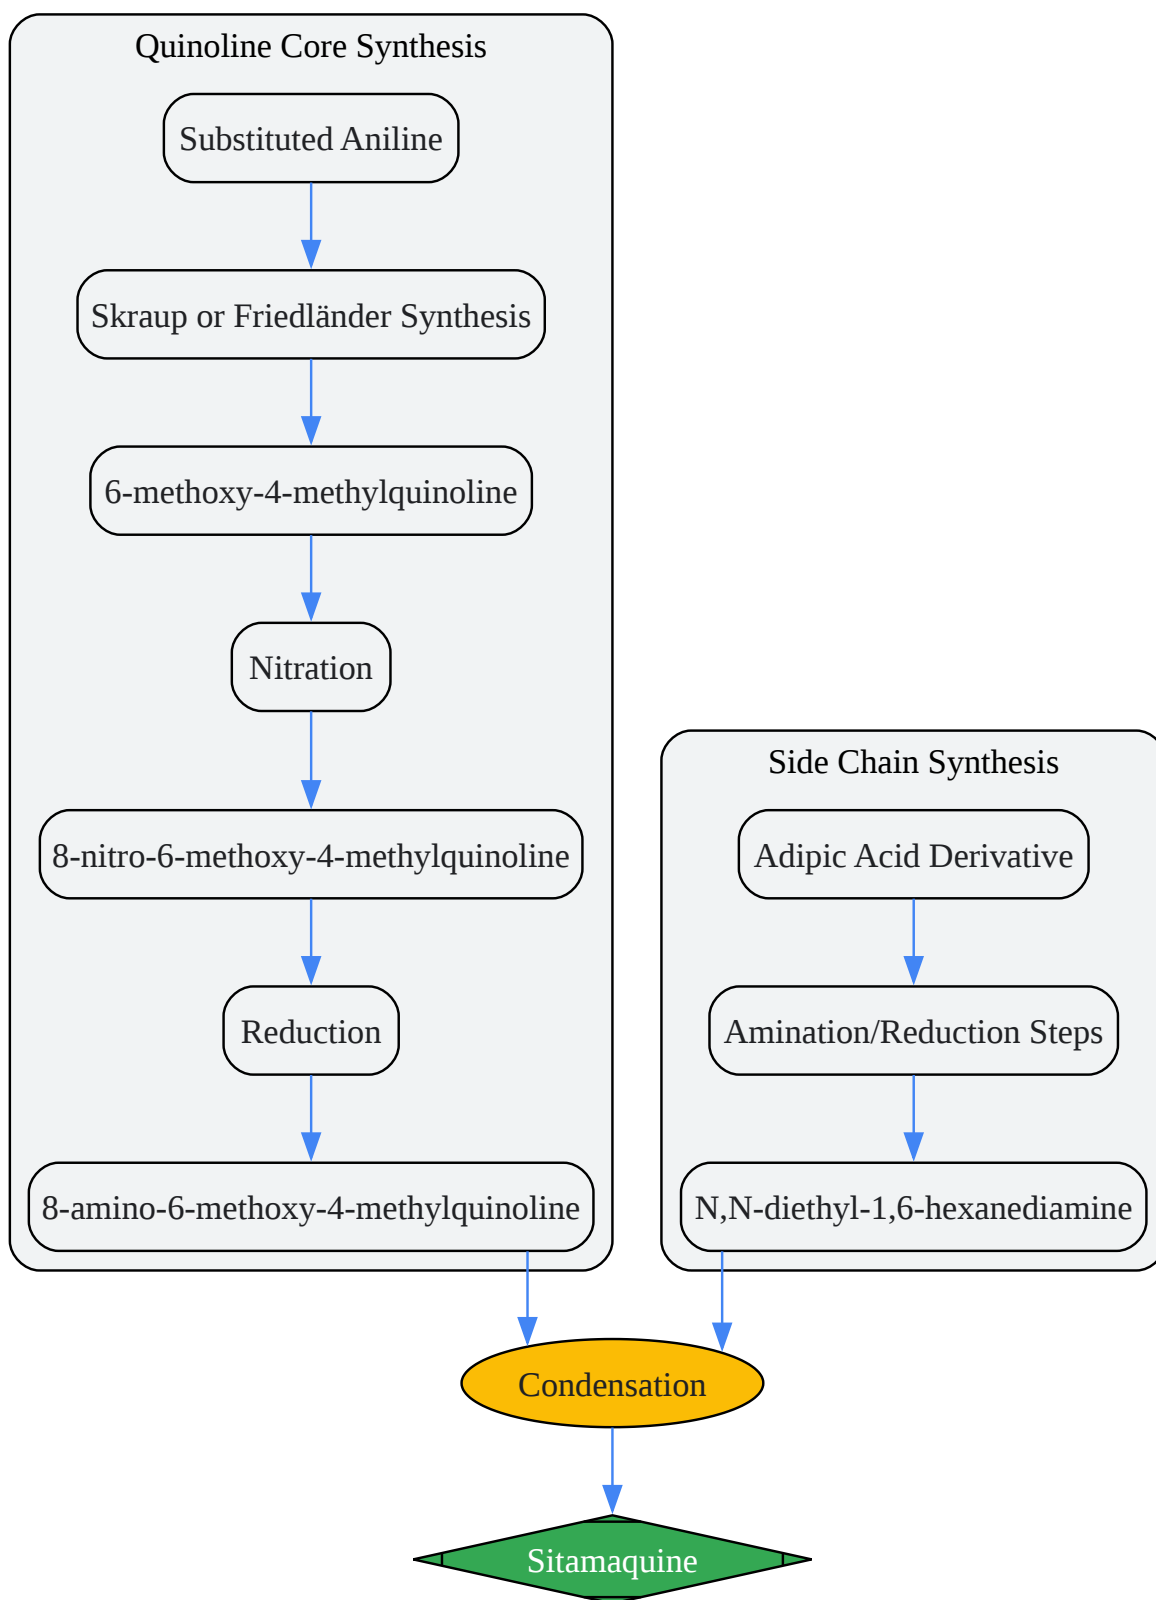 Quinoline Core Synthesis
Substituted Aniline
Skraup or Friedländer Synthesis
6-methoxy-4-methylquinoline
Nitration
8-nitro-6-methoxy-4-methylquinoline
Reduction
8-amino-6-methoxy-4-methylquinoline
Side Chain Synthesis
Adipic Acid Derivative
Amination/Reduction Steps
N,N-diethyl-1,6-hexanediamine
Condensation
Sitamaquine